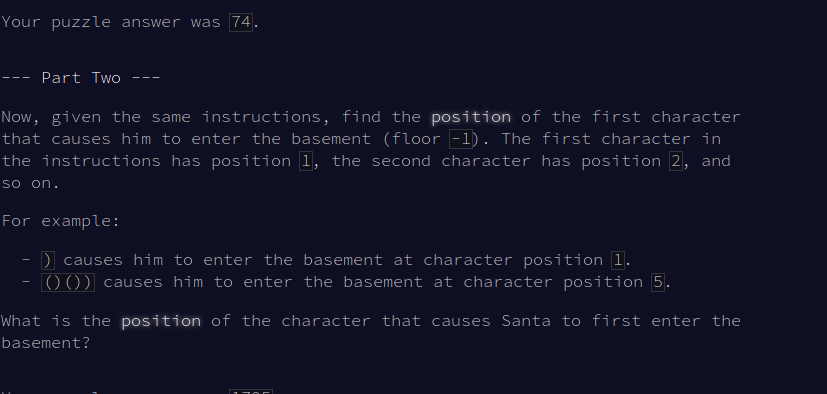 Your puzzle answer was 74.
--- Part Two ---
Now, given the same instructions, find the position of the first character
that causes him to enter the basement (floor -1). The first character in
the instructions has position 1, the second character has position 2, and
so on.
For example:
- ) causes him to enter the basement at character position 1.
- ()()) causes him to enter the basement at character position 5.
What is the position of the character that causes Santa to first enter the
basement?